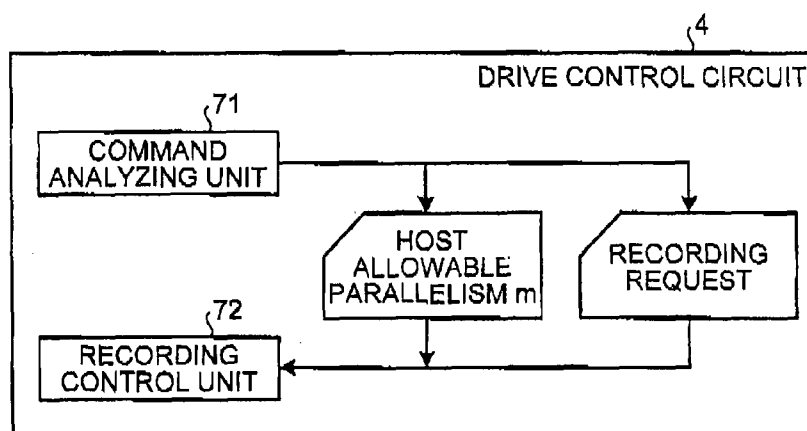 4
DRIVE CONTROL CIRCUIT
71
COMMAND
ANALYZING UNIT
HOST
ALLOWABLE
PARALLELISM m
RECORDING
REQUEST
72
RECORDING
CONTROL UNIT